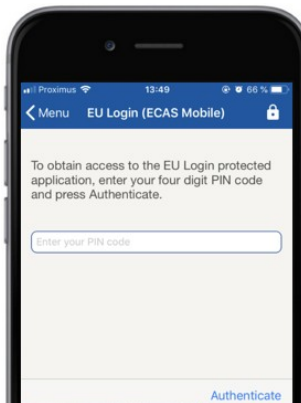 Proximus 13:49 66 %
Menu EU Login (ECAS Mobile)
To obtain access to the EU Login protected
application, enter your four digit PIN code
and press Authenticate.
Enter your PIN code
Authenticate